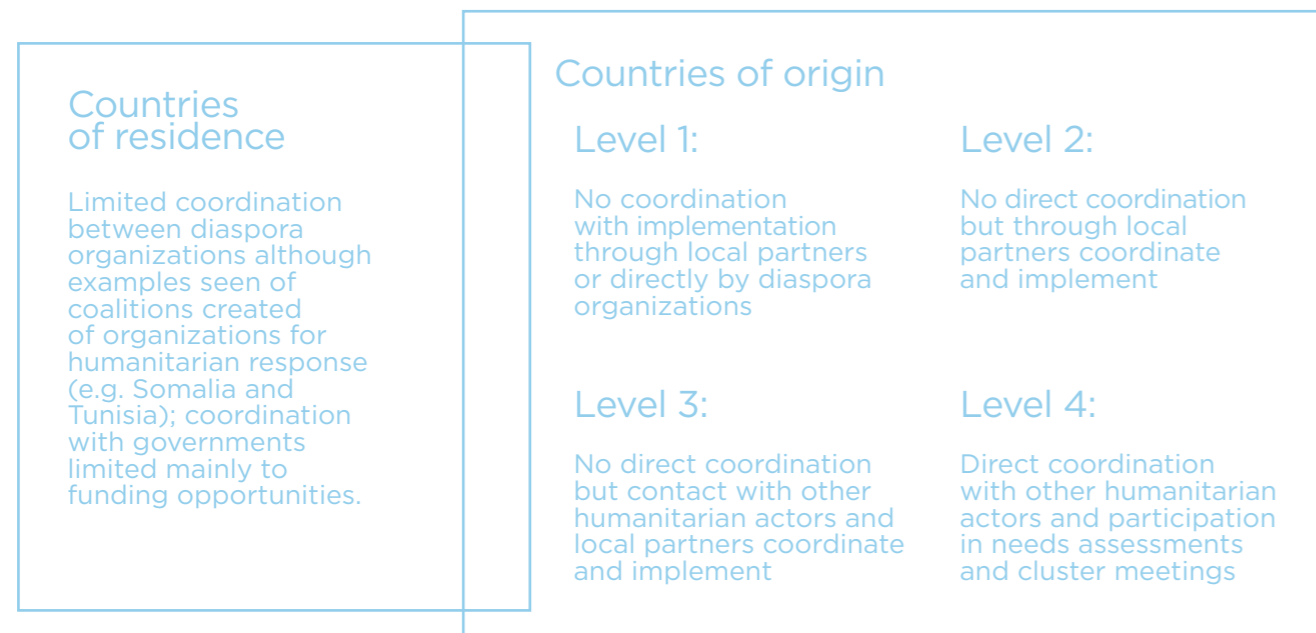 Countries
of residence
Limited coordination
between diaspora
organizations although
examples seen of
coalitions created
of organizations for
humanitarian response
(e.g. Somalia and
Tunisia); coordination
with governments
limited mainly to
funding opportunities.
Countries of origin
Level 1:
No coordination
with implementation
through local partners
or directly by diaspora
organizations
Level 2:
No direct coordination
but through local
partners coordinate
and implement
Level 3:
No direct coordination
but contact with other
humanitarian actors and
local partners coordinate
and implement
Level 4:
Direct coordination
with other humanitarian
actors and participation
in needs assessments
and cluster meetings